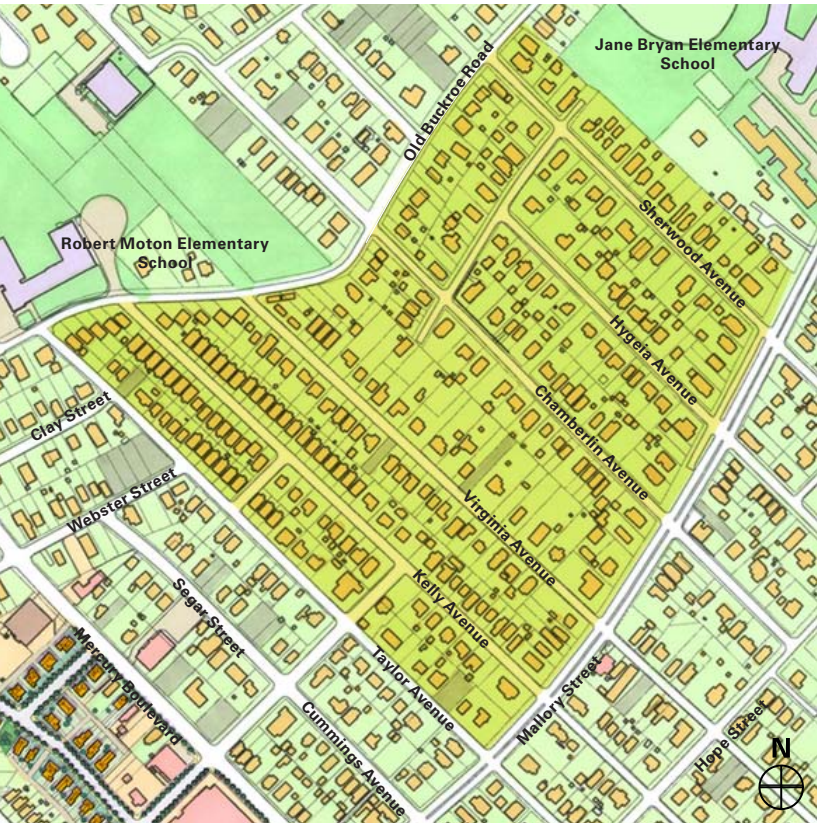 Jane Bryan Elementary
School
Old Buckroe Road
Sherwood Avenue
Robert Moton Elementary
School
Hygeia Avenue
Chamberlin Avenue
Clay Street
Webster Street
Virginia Avenue
Kelly Avenue
Segar Street
Mercury Boulevard
Taylor Avenue
Mallory Street
Cummings Avenue
Hope Street
N